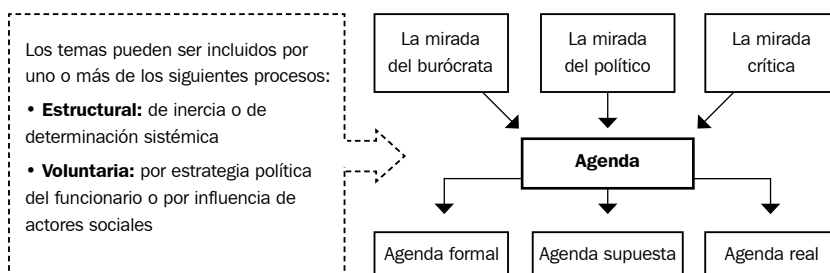 Los temas pueden ser incluidos por
uno o más de los siguientes procesos:
• Estructural: de inercia o de
determinación sistémica
• Voluntaria: por estrategia política
del funcionario o por influencia de
actores sociales
La mirada
del burócrata
La mirada
del político
La mirada
crítica
Agenda
Agenda formal
Agenda supuesta
Agenda real